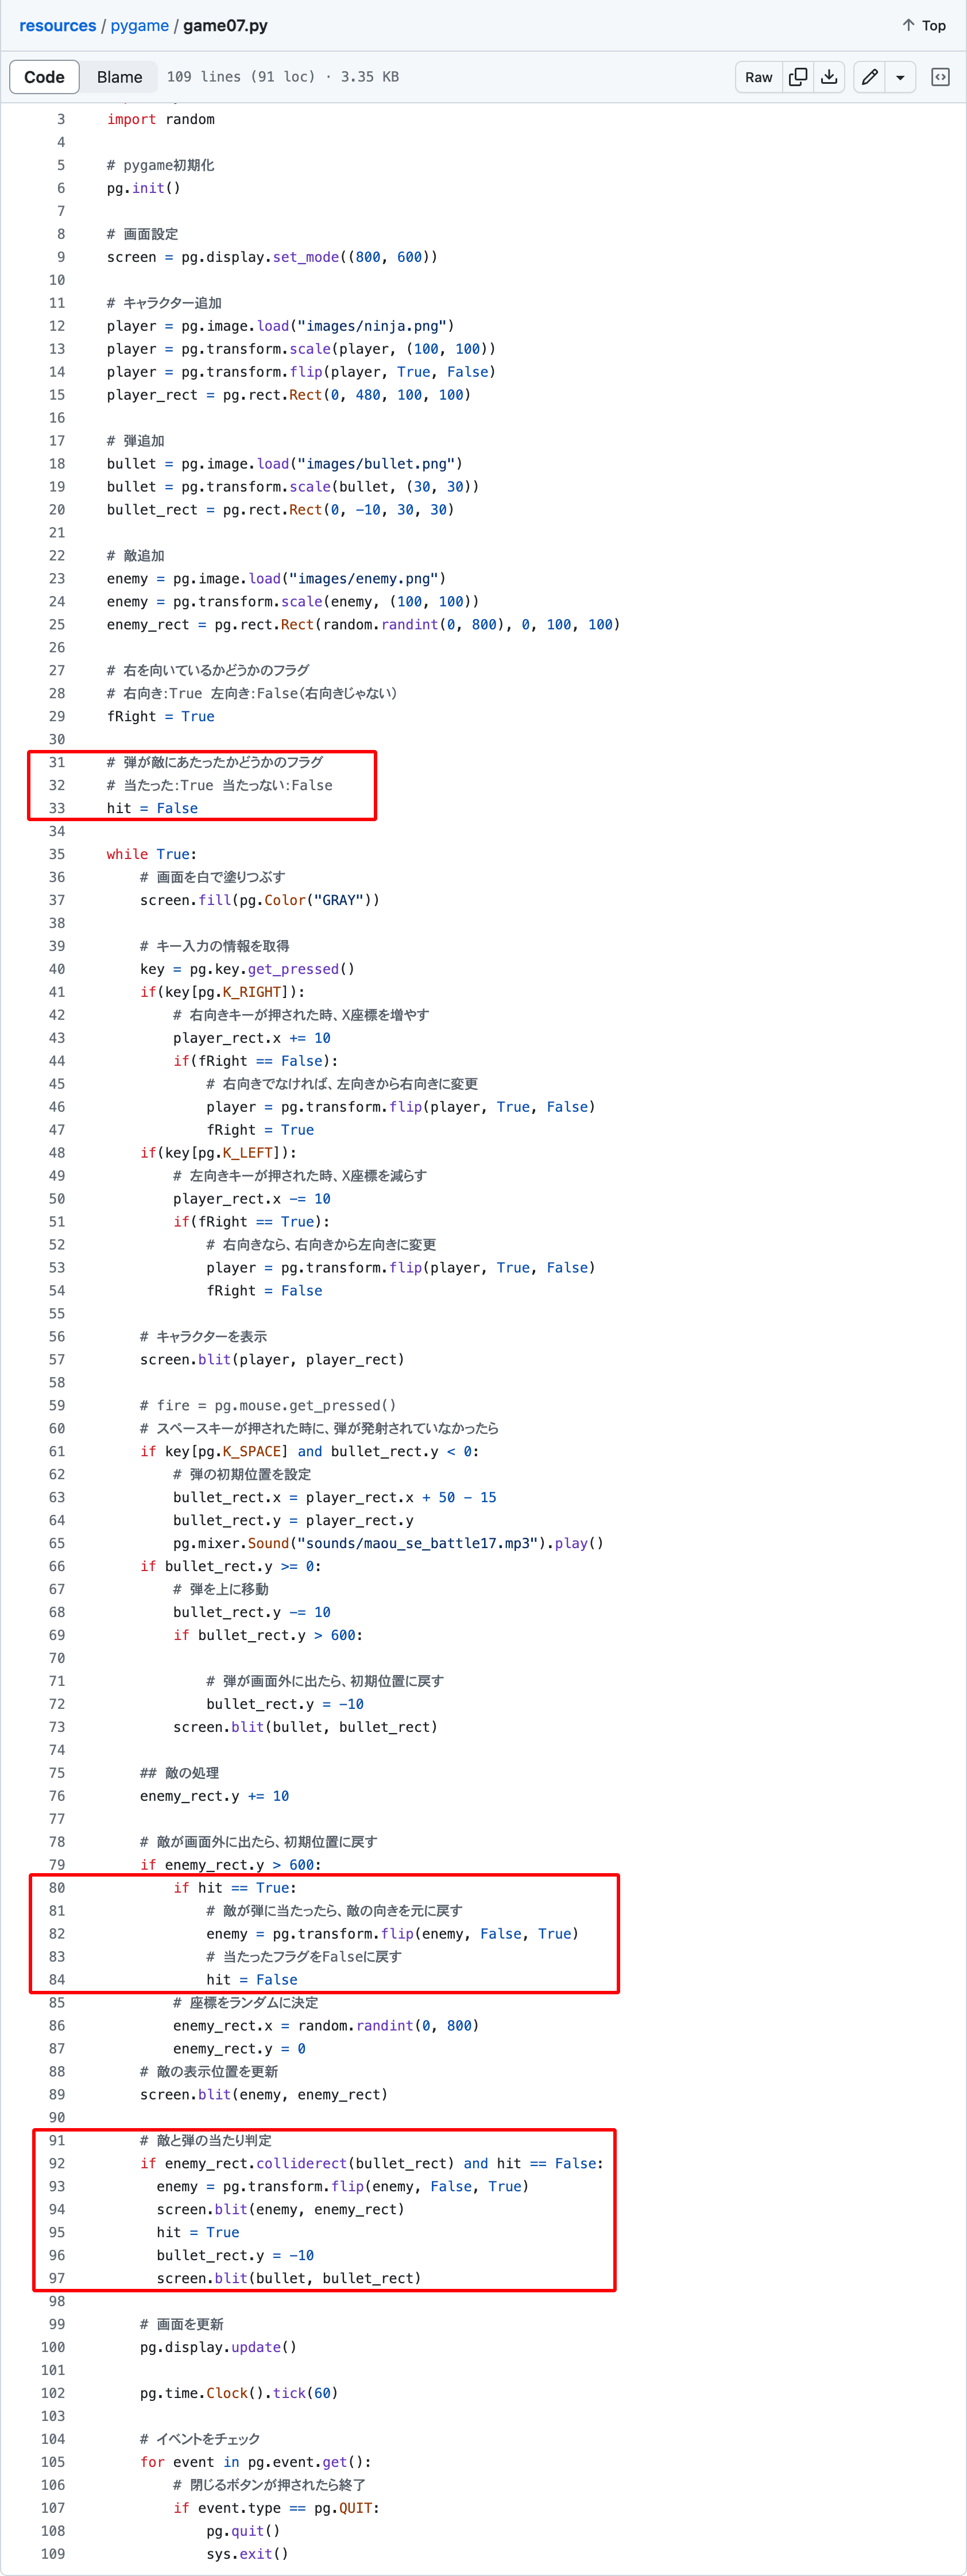 resources / pygame / game07.py ↑ Top
Code Blame 109 lines (91 loc) · 3.35 KB Raw
3 import random
4
5 # pygame初期化
6 pg.init()
7
8 # 画面設定
9 screen = pg.display.set_mode((800, 600))
10
11 # キャラクター追加
12 player = pg.image.load("images/ninja.png")
13 player = pg.transform.scale(player, (100, 100))
14 player = pg.transform.flip(player, True, False)
15 player_rect = pg.rect.Rect(0, 480, 100, 100)
16
17 # 弾追加
18 bullet = pg.image.load("images/bullet.png")
19 bullet = pg.transform.scale(bullet, (30, 30))
20 bullet_rect = pg.rect.Rect(0, -10, 30, 30)
21
22 # 敵追加
23 enemy = pg.image.load("images/enemy.png")
24 enemy = pg.transform.scale(enemy, (100, 100))
25 enemy_rect = pg.rect.Rect(random.randint(0, 800), 0, 100, 100)
26
27 # 右を向いているかどうかのフラグ
28 # 右向き:True 左向き:False(右向きじゃない)
29 fRight = True
30
31 # 弾が敵にあたったかどうかのフラグ
32 # 当たった:True 当たっない:False
33 hit = False
34
35 while True:
36 # 画面を白で塗りつぶす
37 screen.fill(pg.Color("GRAY"))
38
39 # キー入力の情報を取得
40 key = pg.key.get_pressed()
41 if(key[pg.K_RIGHT]):
42 # 右向きキーが押された時、X座標を増やす
43 player_rect.x += 10
44 if(fRight == False):
45 # 右向きでなければ、左向きから右向きに変更
46 player = pg.transform.flip(player, True, False)
47 fRight = True
48 if(key[pg.K_LEFT]):
49 # 左向きキーが押された時、X座標を減らす
50 player_rect.x -= 10
51 if(fRight == True):
52 # 右向きなら、右向きから左向きに変更
53 player = pg.transform.flip(player, True, False)
54 fRight = False
55
56 # キャラクターを表示
57 screen.blit(player, player_rect)
58
59 # fire = pg.mouse.get_pressed()
60 # スペースキーが押された時に、弾が発射されていなかったら
61 if key[pg.K_SPACE] and bullet_rect.y < 0:
62 # 弾の初期位置を設定
63 bullet_rect.x = player_rect.x + 50 - 15
64 bullet_rect.y = player_rect.y
65 pg.mixer.Sound("sounds/maou_se_battle17.mp3").play()
66 if bullet_rect.y >= 0:
67 # 弾を上に移動
68 bullet_rect.y -= 10
69 if bullet_rect.y > 600:
70
71 # 弾が画面外に出たら、初期位置に戻す
72 bullet_rect.y = -10
73 screen.blit(bullet, bullet_rect)
74
75 ## 敵の処理
76 enemy_rect.y += 10
77
78 # 敵が画面外に出たら、初期位置に戻す
79 if enemy_rect.y > 600:
80 if hit == True:
81 # 敵が弾に当たったら、敵の向きを元に戻す
82 enemy = pg.transform.flip(enemy, False, True)
83 # 当たったフラグをFalseに戻す
84 hit = False
85 # 座標をランダムに決定
86 enemy_rect.x = random.randint(0, 800)
87 enemy_rect.y = 0
88 # 敵の表示位置を更新
89 screen.blit(enemy, enemy_rect)
90
91 # 敵と弾の当たり判定
92 if enemy_rect.colliderect(bullet_rect) and hit == False:
93 enemy = pg.transform.flip(enemy, False, True)
94 screen.blit(enemy, enemy_rect)
95 hit = True
96 bullet_rect.y = -10
97 screen.blit(bullet, bullet_rect)
98
99 # 画面を更新
100 pg.display.update()
101
102 pg.time.Clock().tick(60)
103
104 # イベントをチェック
105 for event in pg.event.get():
106 # 閉じるボタンが押されたら終了
107 if event.type == pg.QUIT:
108 pg.quit()
109 sys.exit()